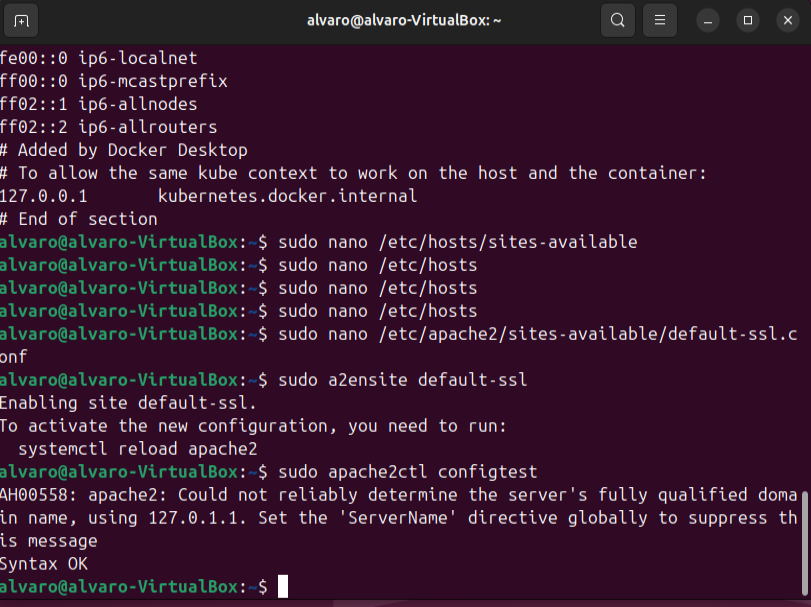 alvaro@alvaro-VirtualBox: ~
fe00::0 ip6-localnet
ff00::0 ip6-mcastprefix
ff02::1 ip6-allnodes
ff02::2 ip6-allrouters
# Added by Docker Desktop
# To allow the same kube context to work on the host and the container:
127.0.0.1       kubernetes.docker.internal
# End of section
alvaro@alvaro-VirtualBox:~$ sudo nano /etc/hosts/sites-available
alvaro@alvaro-VirtualBox:~$ sudo nano /etc/hosts
alvaro@alvaro-VirtualBox:~$ sudo nano /etc/hosts
alvaro@alvaro-VirtualBox:~$ sudo nano /etc/hosts
alvaro@alvaro-VirtualBox:~$ sudo nano /etc/apache2/sites-available/default-ssl.c
onf
alvaro@alvaro-VirtualBox:~$ sudo a2ensite default-ssl
Enabling site default-ssl.
To activate the new configuration, you need to run:
  systemctl reload apache2
alvaro@alvaro-VirtualBox:~$ sudo apache2ctl configtest
AH00558: apache2: Could not reliably determine the server's fully qualified doma
in name, using 127.0.1.1. Set the 'ServerName' directive globally to suppress th
is message
Syntax OK
alvaro@alvaro-VirtualBox:~$